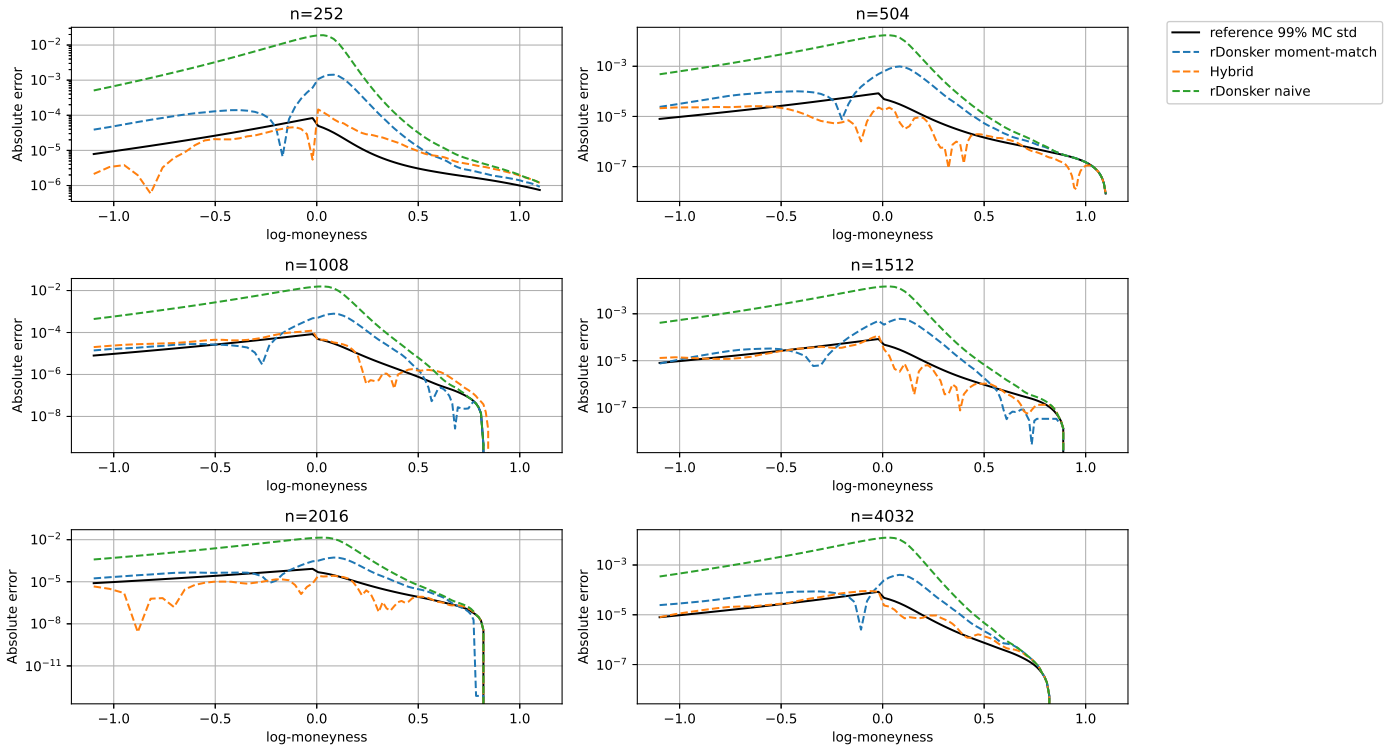 n=252
Absolute error
10⁻²
10⁻³
10⁻⁴
10⁻⁵
10⁻⁶
−1.0 −0.5 0.0 0.5 1.0
log-moneyness
n=504
Absolute error
10⁻³
10⁻⁵
10⁻⁷
−1.0 −0.5 0.0 0.5 1.0
log-moneyness
reference 99% MC std
rDonsker moment-match
Hybrid
rDonsker naive
n=1008
Absolute error
10⁻²
10⁻⁴
10⁻⁶
10⁻⁸
−1.0 −0.5 0.0 0.5 1.0
log-moneyness
n=1512
Absolute error
10⁻³
10⁻⁵
10⁻⁷
−1.0 −0.5 0.0 0.5 1.0
log-moneyness
n=2016
Absolute error
10⁻²
10⁻⁵
10⁻⁸
10⁻¹¹
−1.0 −0.5 0.0 0.5 1.0
log-moneyness
n=4032
Absolute error
10⁻³
10⁻⁵
10⁻⁷
−1.0 −0.5 0.0 0.5 1.0
log-moneyness